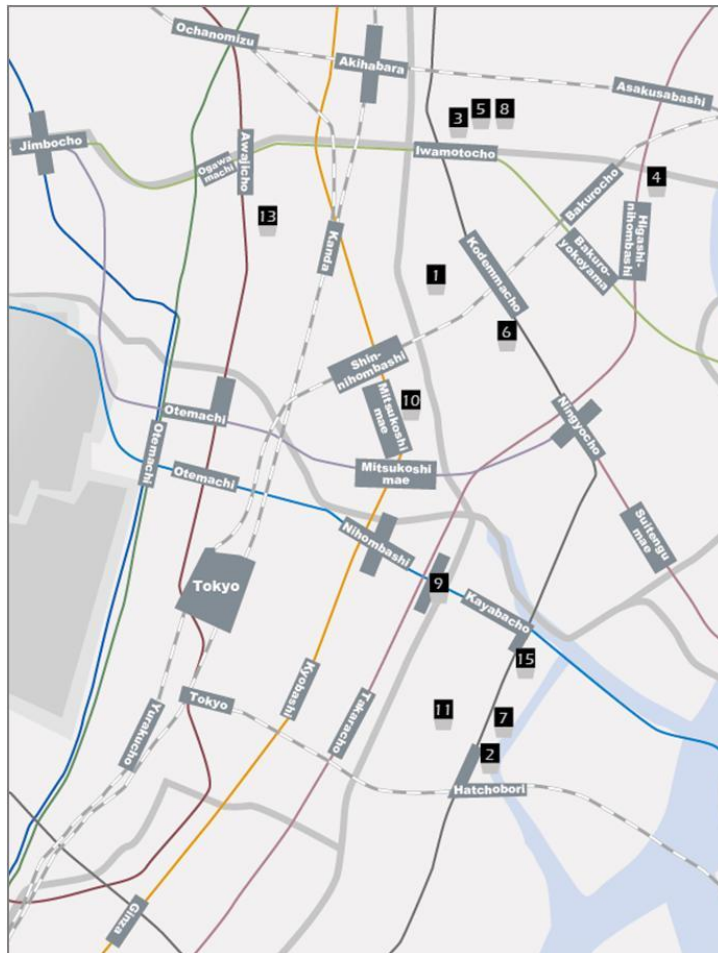 Ochanomizu
Akihabara
Asakusabashi
3
5
8
Jimbocho
Ogawa
machi
Awajicho
Iwamotocho
4
Bakurocho
13
Kanda
Higashi-
nihombashi
Bakuro-
yokoyama
1
Kodemmacho
6
Shin-
nihombashi
10
Mitsukoshi
mae
Otemachi
Ningyocho
Otemachi
Otemachi
Mitsukoshi
mae
Suitengu
mae
Nihombashi
Tokyo
9
Kayabacho
15
Kyobashi
Tokyo
Takaracho
Yurakucho
11
7
2
Hatchobori
Ginza